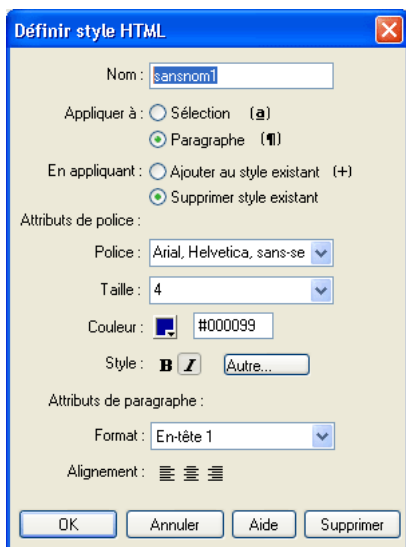 Définir style HTML
Nom : sansnom1
Appliquer à : Sélection (a)
Paragraphe (¶)
En appliquant : Ajouter au style existant (+)
Supprimer style existant
Attributs de police :
Police : Arial, Helvetica, sans-se
Taille : 4
Couleur : #000099
Style : B I Autre...
Attributs de paragraphe :
Format : En-tête 1
Alignement :
OK Annuler Aide Supprimer